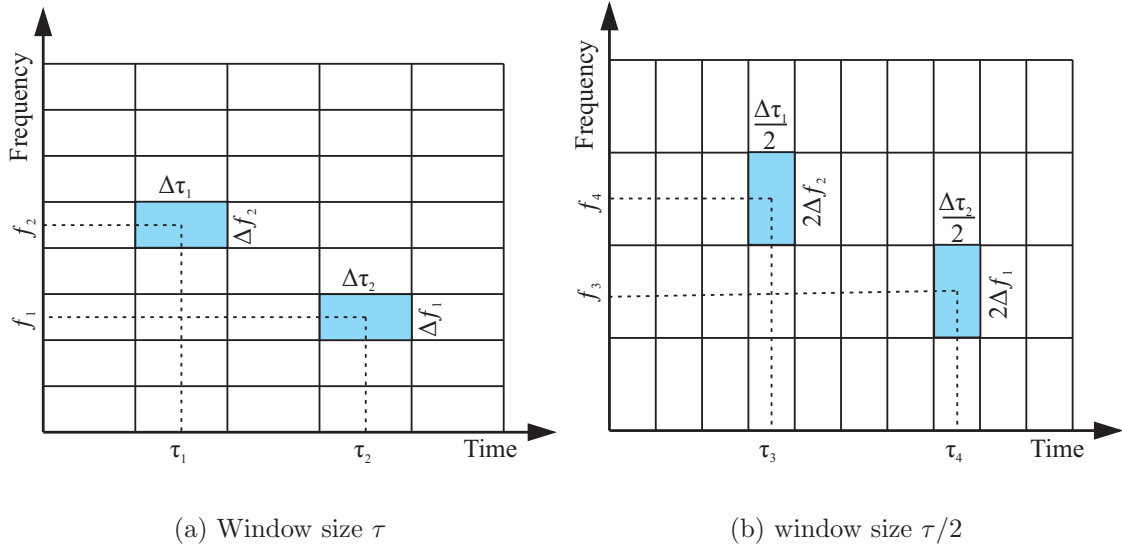 Frequency
f₂
f₁
Δτ₁
Δf₂
Δτ₂
Δf₁
τ₁
τ₂
Time
(a) Window size τ
Frequency
f₄
f₃
Δτ₁
2
2Δf₂
Δτ₂
2
2Δf₁
τ₃
τ₄
Time
(b) window size τ/2